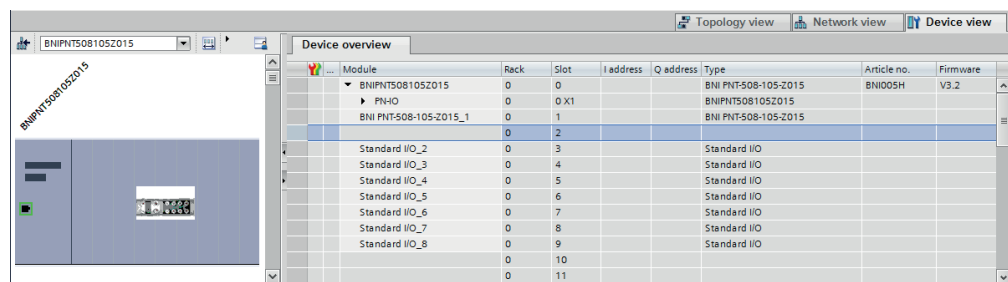 Topology view Network view Device view
BNIPNT508105Z015 Device overview
... Module Rack Slot I address Q address Type Article no. Firmware
BNIPNT508105Z015 0 0 BNI PNT-508-105-Z015 BNI005H V3.2
PN-IO 0 0 X1 BNIPNT508105Z015
BNI PNT-508-105-Z015_1 0 1 BNI PNT-508-105-Z015
0 2
Standard I/O_2 0 3 Standard I/O
Standard I/O_3 0 4 Standard I/O
Standard I/O_4 0 5 Standard I/O
Standard I/O_5 0 6 Standard I/O
Standard I/O_6 0 7 Standard I/O
Standard I/O_7 0 8 Standard I/O
Standard I/O_8 0 9 Standard I/O
0 10
0 11
BNIPNT508105Z015